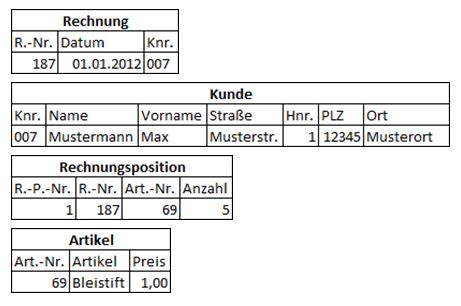 Rechnung
R.-Nr. Datum Knr.
187 01.01.2012 007
Kunde
Knr. Name Vorname Straße Hnr. PLZ Ort
007 Mustermann Max Musterstr. 1 12345 Musterort
Rechnungsposition
R.-P.-Nr. R.-Nr. Art.-Nr. Anzahl
1 187 69 5
Artikel
Art.-Nr. Artikel Preis
69 Bleistift 1,00